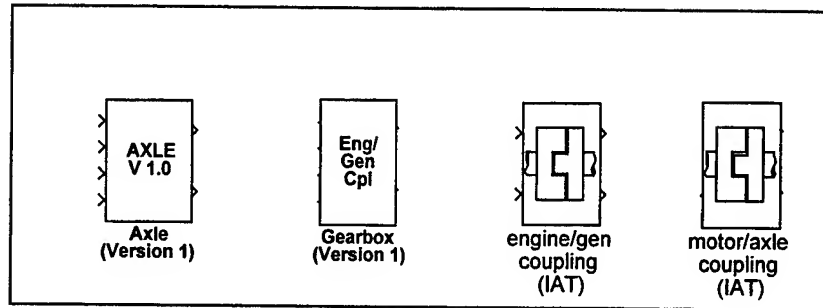 AXLE
V 1.0
Axle
(Version 1)
Eng/
Gen
Cpl
Gearbox
(Version 1)
engine/gen
coupling
(IAT)
motor/axle
coupling
(IAT)